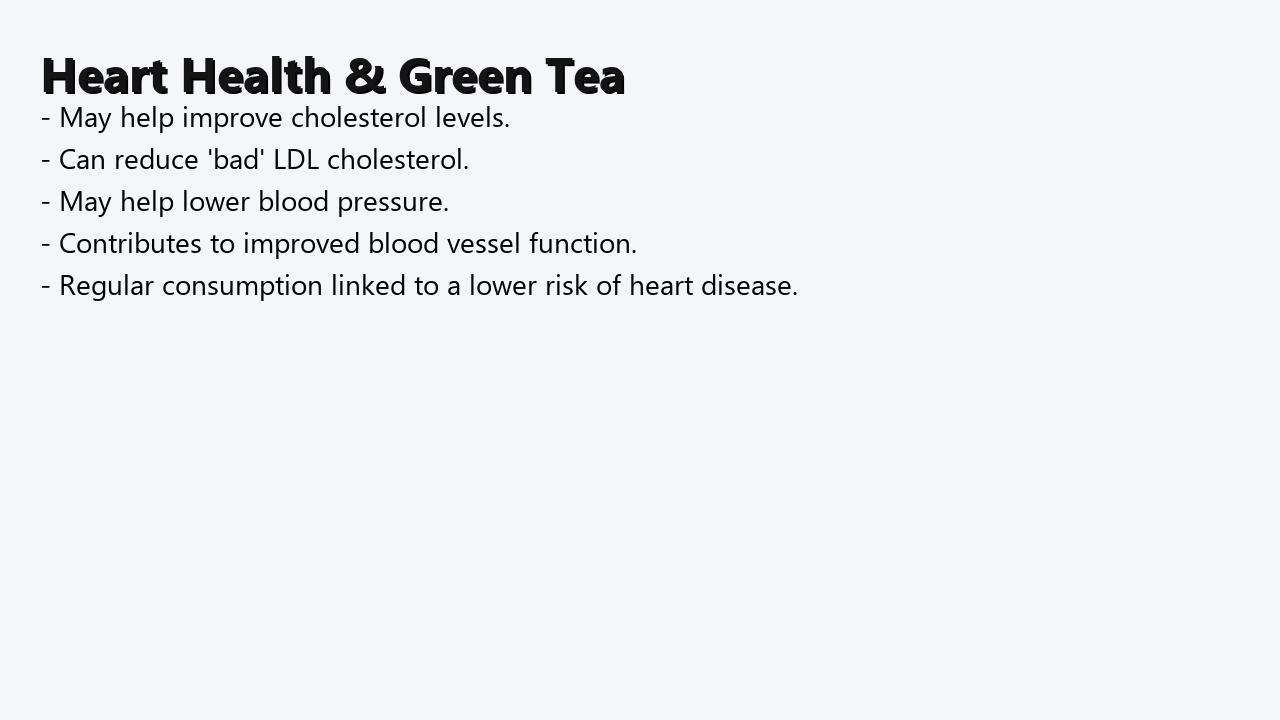 Heart Health & Green Tea
- May help improve cholesterol levels.
- Can reduce 'bad' LDL cholesterol.
- May help lower blood pressure.
- Contributes to improved blood vessel function.
- Regular consumption linked to a lower risk of heart disease.